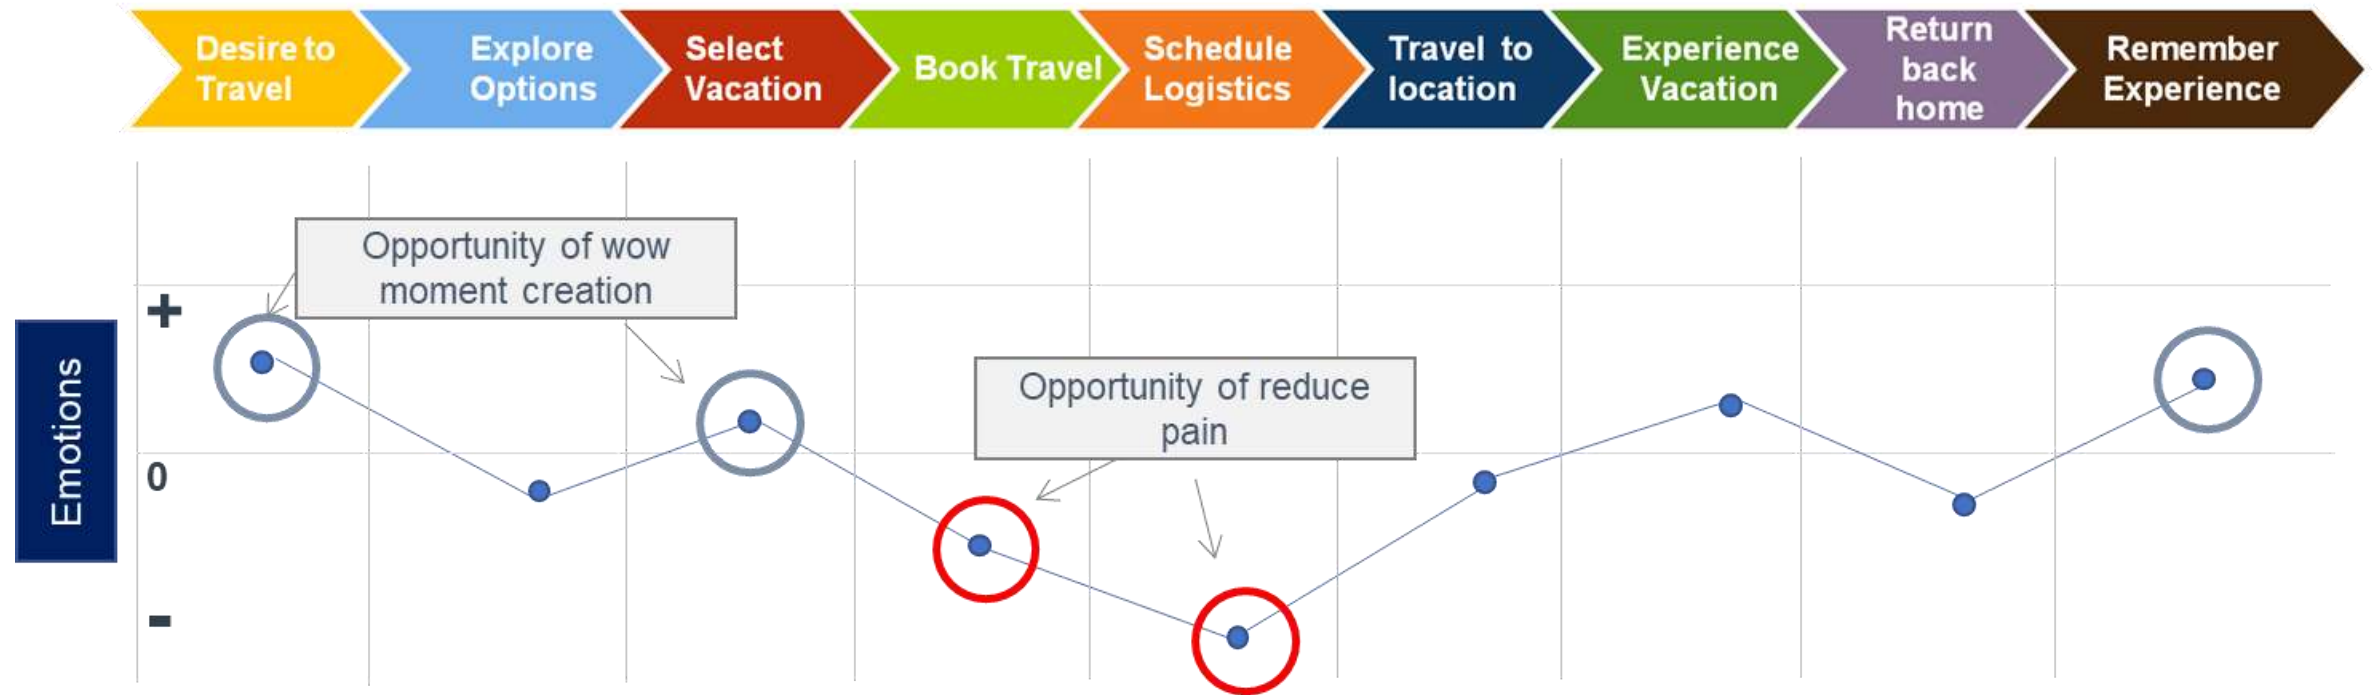 Desire to
Travel
Explore
Options
Select
Vacation
Book Travel
Schedule
Logistics
Travel to
location
Experience
Vacation
Return
back
home
Remember
Experience
Opportunity of wow
moment creation
+
Opportunity of reduce
pain
Emotions
0
-